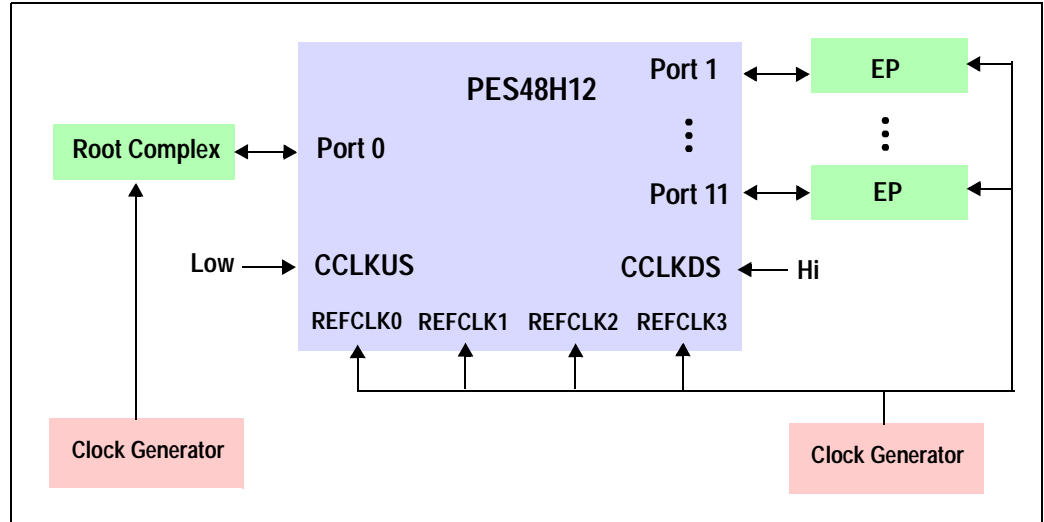 PES48H12
Port 1
EP
Root Complex
Port 0
Port 11
EP
Low
CCLKUS
CCLKDS
Hi
REFCLK0 REFCLK1 REFCLK2 REFCLK3
Clock Generator
Clock Generator